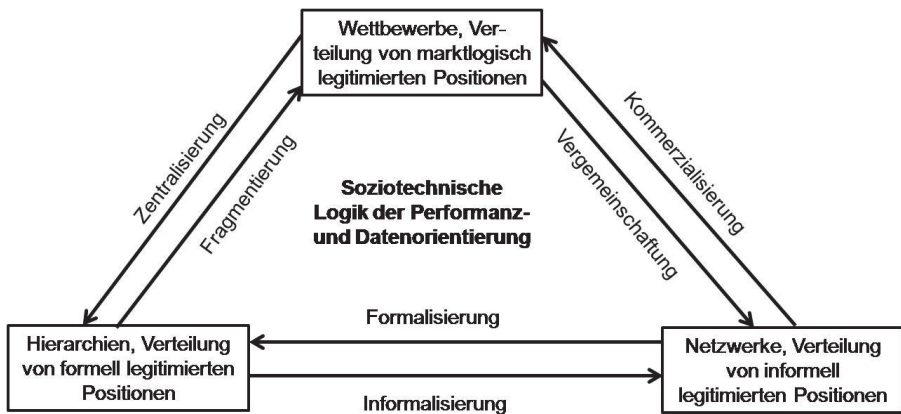 Wettbewerbe, Ver-
teilung von marktlogisch
legitimierten Positionen
Zentralisierung
Fragmentierung
Soziotechnische
Logik der Performanz-
und Datenorientierung
Vergemeinschaftung
Kommerzialisierung
Formalisierung
Hierarchien, Verteilung
von formell legitimierten
Positionen
Netzwerke, Verteilung
von informell
legitimierten Positionen
Informalisierung